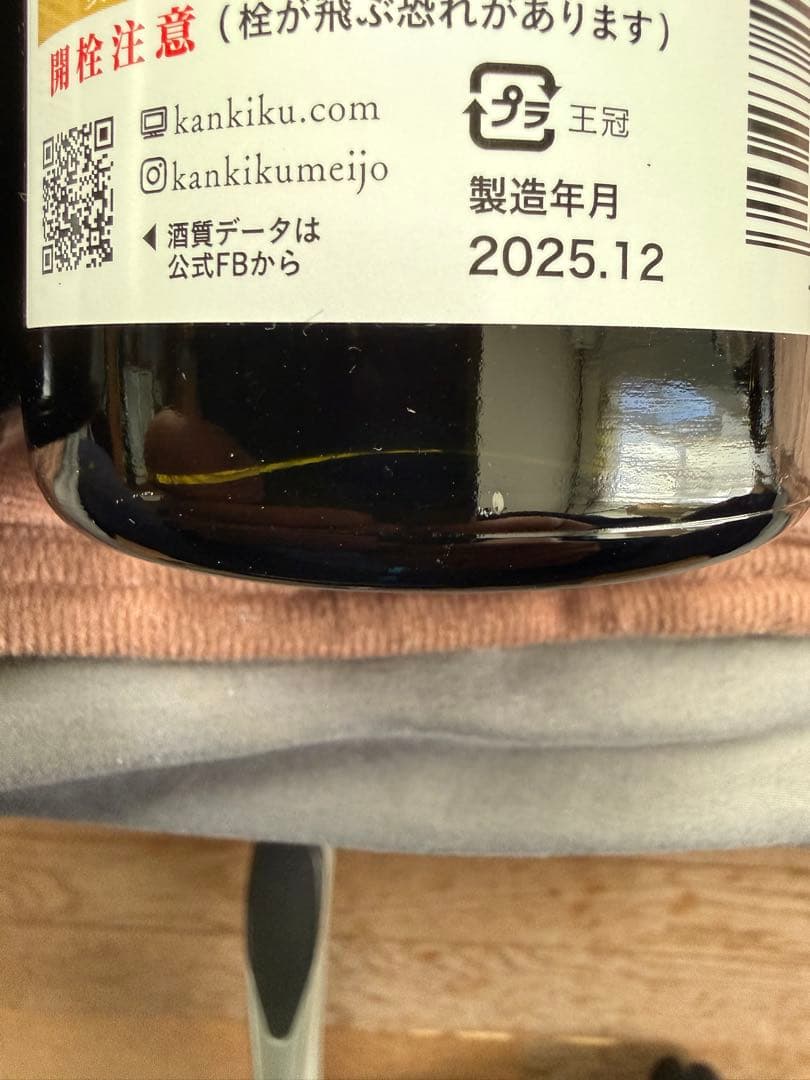 開栓注意（栓が飛ぶ恐れがあります）
kankiku.com
kankikumeijo
◀ 酒質データは
公式FBから
プラ 王冠
製造年月
2025.12